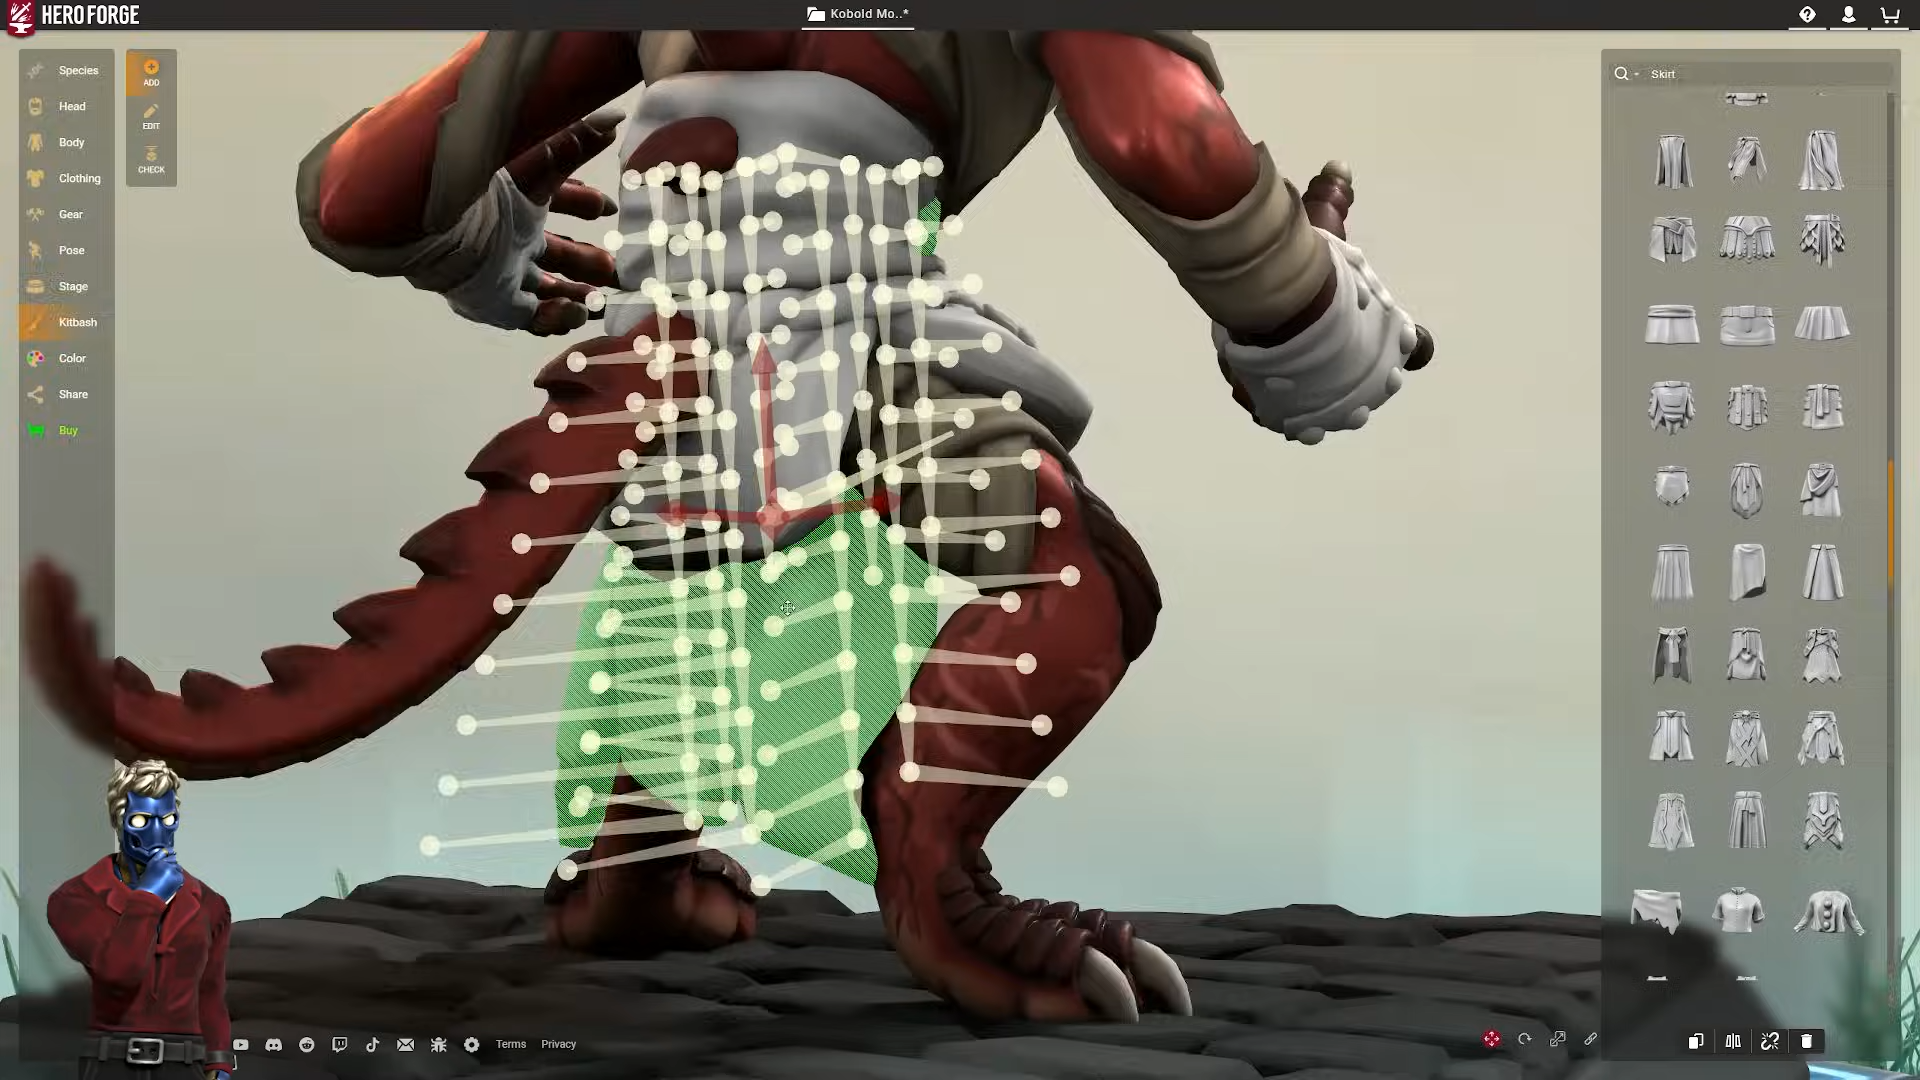 HERO FORGE
Kobold Mo..*
Species
Head
Body
Clothing
Gear
Pose
Stage
Kitbash
Color
Share
Buy
ADD
EDIT
CHECK
Skirt
Terms
Privacy